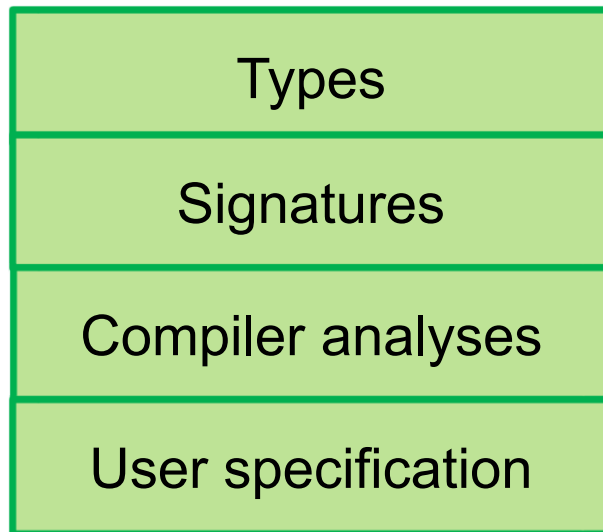 Types
Signatures
Compiler analyses
User specification